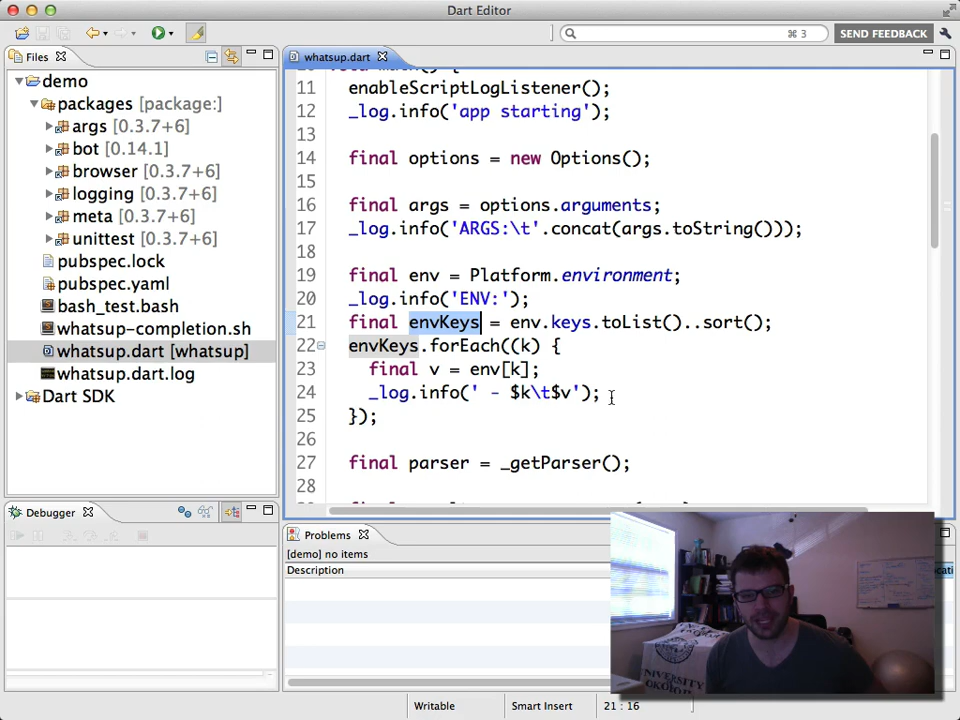 Dart Editor
⌘ 3
SEND FEEDBACK
Files
demo
packages [package:]
args [0.3.7+6]
bot [0.14.1]
browser [0.3.7+6]
logging [0.3.7+6]
meta [0.3.7+6]
unittest [0.3.7+6]
pubspec.lock
pubspec.yaml
bash_test.bash
whatsup-completion.sh
whatsup.dart [whatsup]
whatsup.dart.log
Dart SDK
whatsup.dart
11 enableScriptLogListener();
12 _log.info('app starting');
13
14 final options = new Options();
15
16 final args = options.arguments;
17 _log.info('ARGS:\t'.concat(args.toString()));
18
19 final env = Platform.environment;
20 _log.info('ENV:');
21 final envKeys = env.keys.toList()..sort();
22 envKeys.forEach((k) {
23 final v = env[k];
24 _log.info(' - $k\t$v');
25 });
26
27 final parser = _getParser();
28
Debugger
Problems
[demo] no items
Description
Writable
Smart Insert
21 : 16